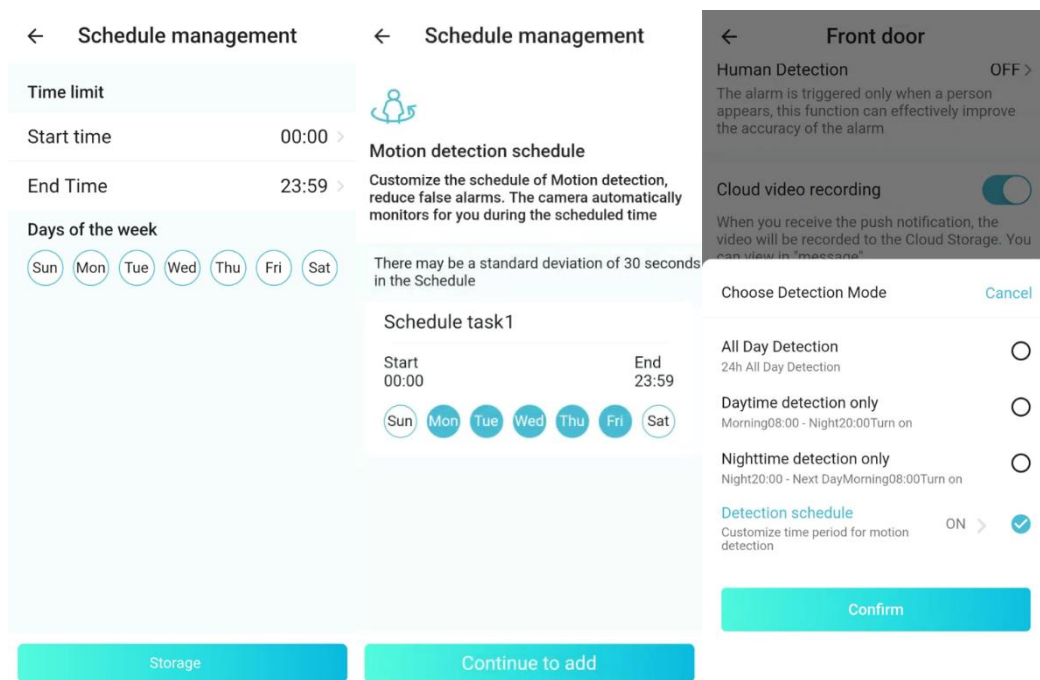 Schedule management
Time limit
Start time 00:00
End Time 23:59
Days of the week
Sun Mon Tue Wed Thu Fri Sat
Storage
Schedule management
Motion detection schedule
Customize the schedule of Motion detection,
reduce false alarms. The camera automatically
monitors for you during the scheduled time
There may be a standard deviation of 30 seconds
in the Schedule
Schedule task1
Start End
00:00 23:59
Sun Mon Tue Wed Thu Fri Sat
Continue to add
Front door
Human Detection OFF
The alarm is triggered only when a person
appears, this function can effectively improve
the accuracy of the alarm
Cloud video recording
When you receive the push notification, the
video will be recorded to the Cloud Storage. You
can view in "message"
Choose Detection Mode Cancel
All Day Detection
24h All Day Detection
Daytime detection only
Morning08:00 - Night20:00Turn on
Nighttime detection only
Night20:00 - Next DayMorning08:00Turn on
Detection schedule ON
Customize time period for motion
detection
Confirm